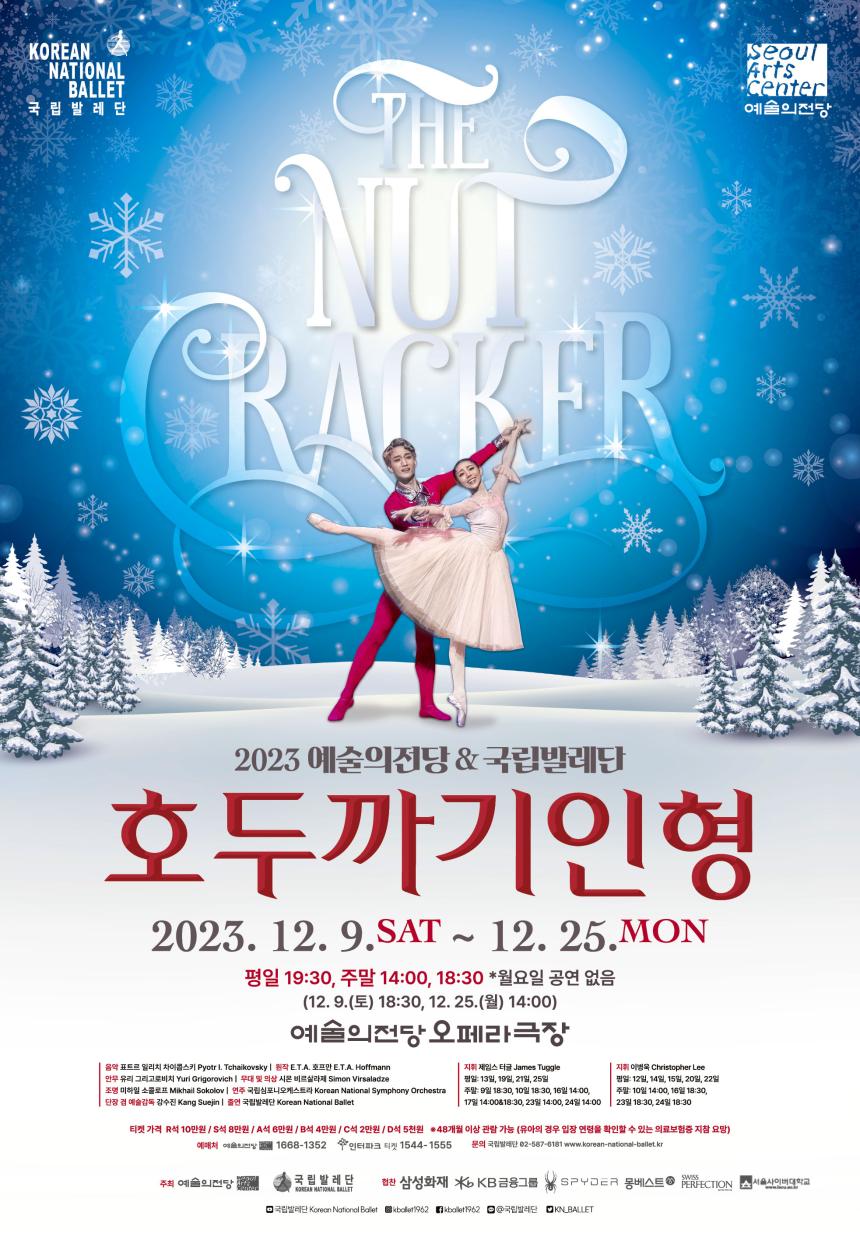 KOREAN
NATIONAL
BALLET
국립발레단
Seoul
Arts
Center
예술의전당
THE
NUT
CRACKER
2023 예술의전당 & 국립발레단
호두까기인형
2023. 12. 9.SAT ~ 12. 25.MON
평일 19:30, 주말 14:00, 18:30 *월요일 공연 없음
(12. 9.(토) 18:30, 12. 25.(월) 14:00)
예술의전당 오페라극장
음악 표트르 일리치 차이콥스키 Pyotr I. Tchaikovsky | 원작 E.T.A. 호프만 E.T.A. Hoffmann
안무 유리 그리고로비치 Yuri Grigorovich | 무대 및 의상 시몬 비르살라제 Simon Virsaladze
조명 미하일 소콜로프 Mikhail Sokolov | 연주 국립심포니오케스트라 Korean National Symphony Orchestra
단장 겸 예술감독 강수진 Kang Suejin | 출연 국립발레단 Korean National Ballet
지휘 제임스 터글 James Tuggle
평일: 13일, 19일, 21일, 25일
주말: 9일 18:30, 10일 18:30, 16일 14:00,
17일 14:00&18:30, 23일 14:00, 24일 14:00
지휘 이병욱 Christopher Lee
평일: 12일, 14일, 15일, 20일, 22일
주말: 10일 14:00, 16일 18:30,
23일 18:30, 24일 18:30
티켓 가격 R석 10만원 / S석 8만원 / A석 6만원 / B석 4만원 / C석 2만원 / D석 5천원 ※48개월 이상 관람 가능 (유아의 경우 입장 연령을 확인할 수 있는 의료보험증 지참 요망)
예매처 예술의전당 1668-1352 인터파크 티켓 1544-1555 문의 국립발레단 02-587-6181 www.korean-national-ballet.kr
주최 예술의전당 국립발레단 KOREAN NATIONAL BALLET 협찬 삼성화재 KB금융그룹 SPYDER 몽베스트 SWISS PERFECTION 서울사이버대학교
국립발레단 Korean National Ballet kballet1962 kballet1962 @국립발레단 KN_BALLET